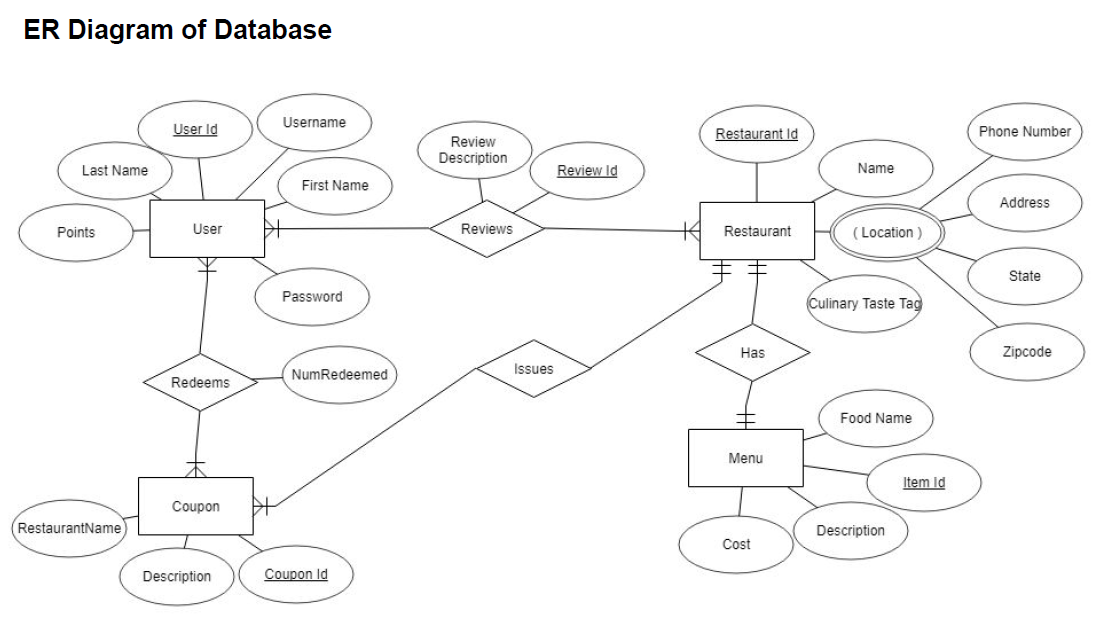 ER Diagram of Database
User Id
Username
Last Name
First Name
Points
User
Password
Review
Description
Review Id
Reviews
Restaurant Id
Name
Phone Number
Address
Restaurant
( Location )
State
Culinary Taste Tag
Zipcode
Redeems
NumRedeemed
Issues
Has
Food Name
Menu
Item Id
Description
Cost
Coupon
RestaurantName
Description
Coupon Id